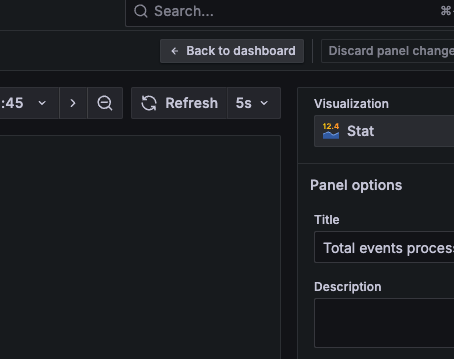 Search... ⌘
← Back to dashboard
Discard panel change
:45
Refresh 5s
Visualization
12.4
Stat
Panel options
Title
Total events proces
Description